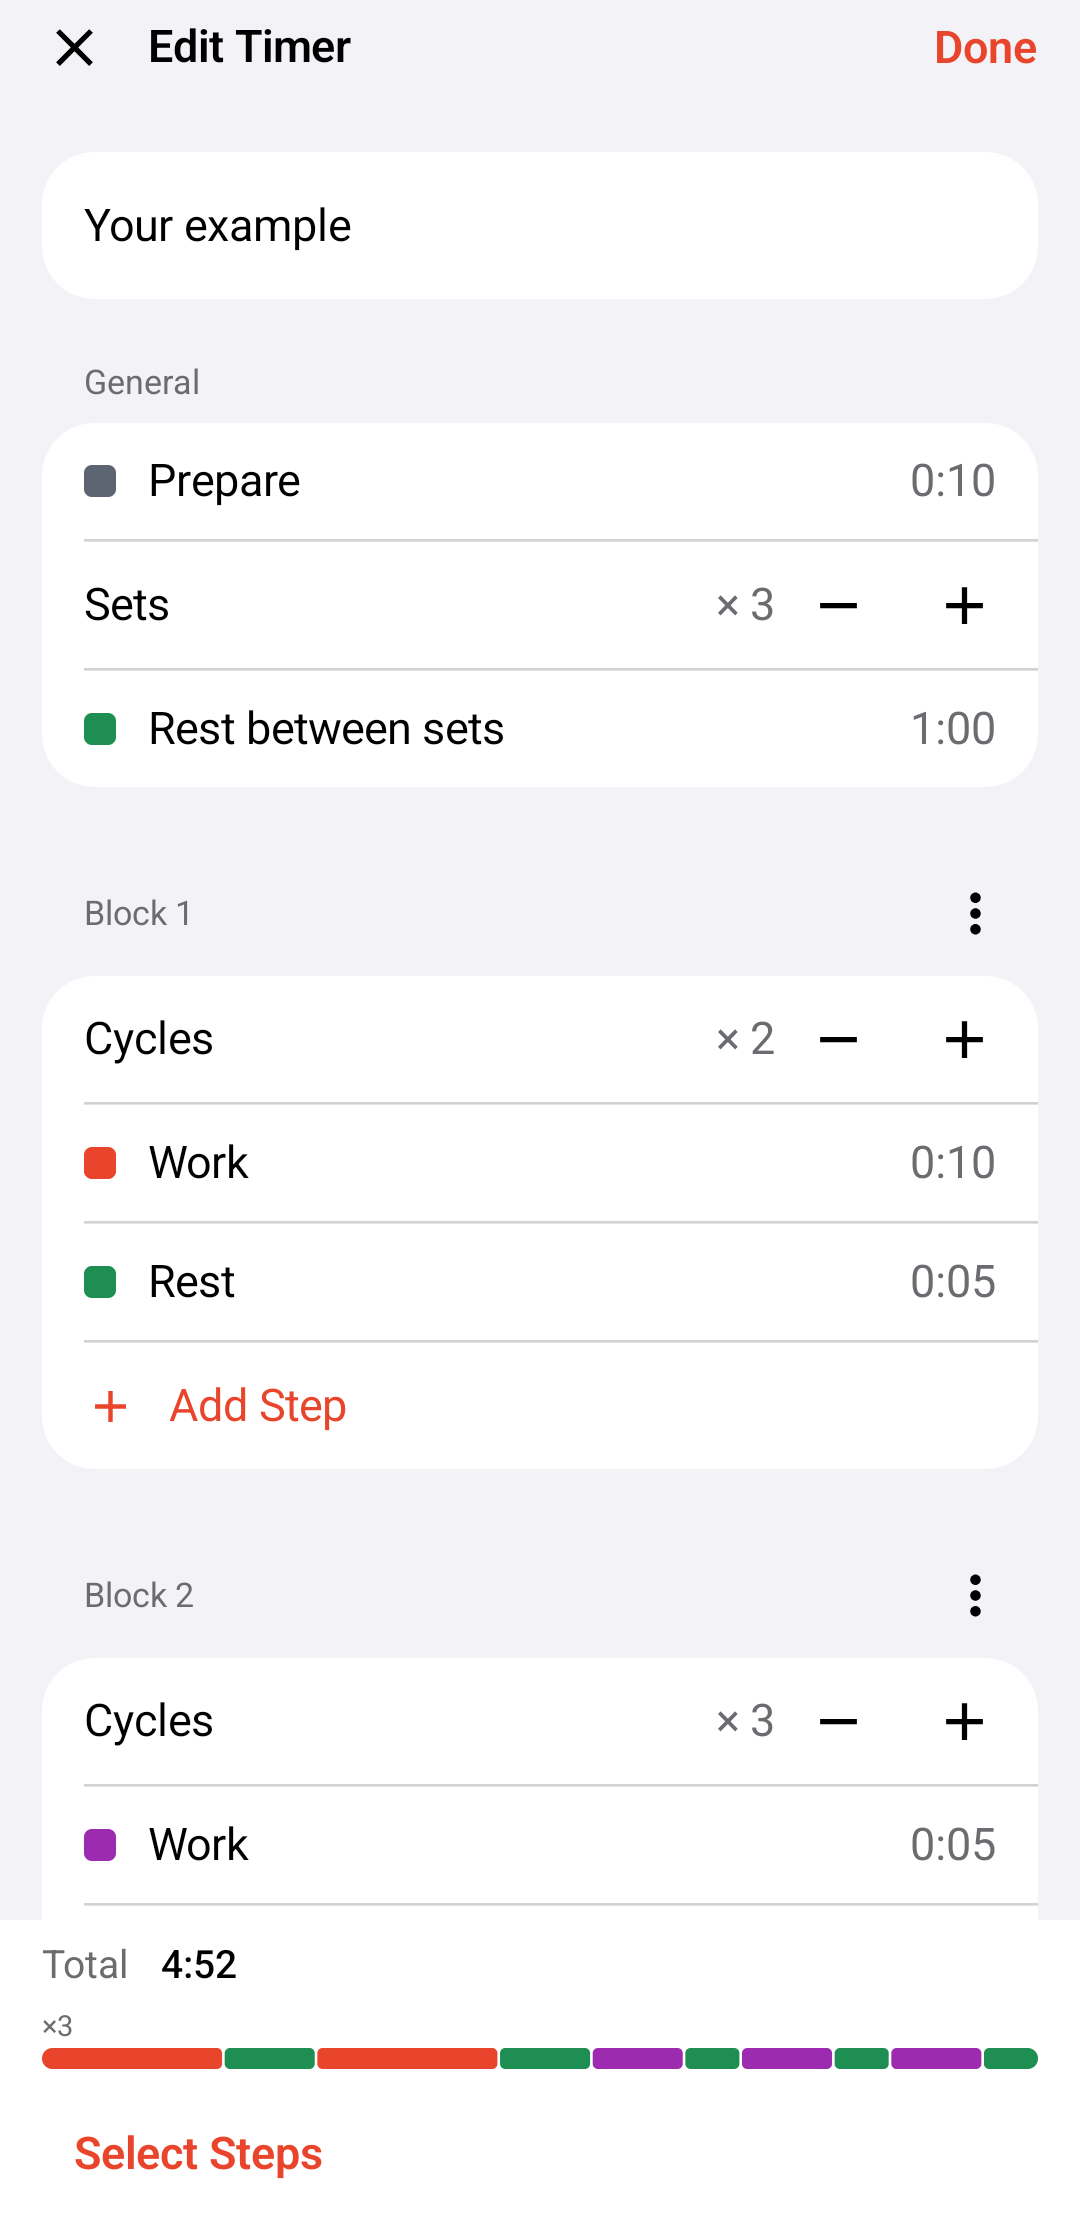 Edit Timer
Done
Your example
General
Prepare 0:10
Sets × 3
Rest between sets 1:00
Block 1
Cycles × 2
Work 0:10
Rest 0:05
Add Step
Block 2
Cycles × 3
Work 0:05
Total 4:52
×3
Select Steps